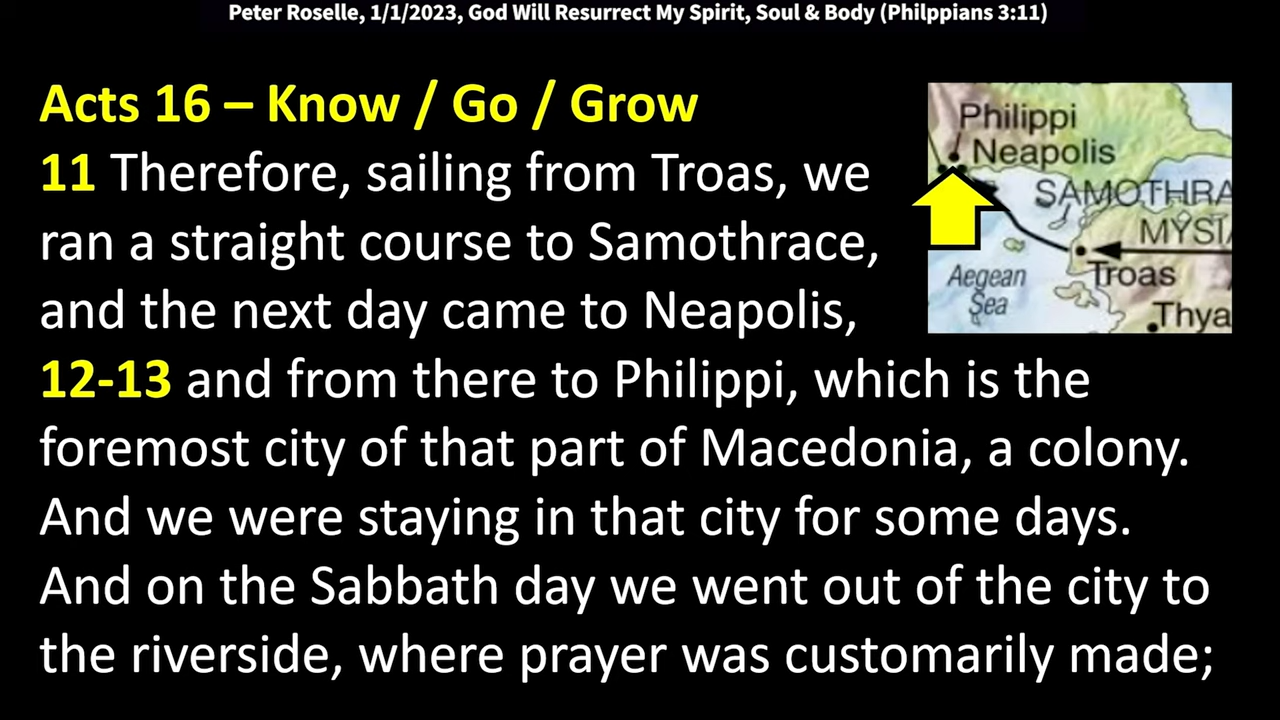 Peter Roselle, 1/1/2023, God Will Resurrect My Spirit, Soul & Body (Philppians 3:11)
Acts 16 – Know / Go / Grow
11 Therefore, sailing from Troas, we
ran a straight course to Samothrace,
and the next day came to Neapolis,
12-13 and from there to Philippi, which is the
foremost city of that part of Macedonia, a colony.
And we were staying in that city for some days.
And on the Sabbath day we went out of the city to
the riverside, where prayer was customarily made;
Philippi
Neapolis
SAMOTHRA
MYSI
Troas
Aegean
Sea
Thya